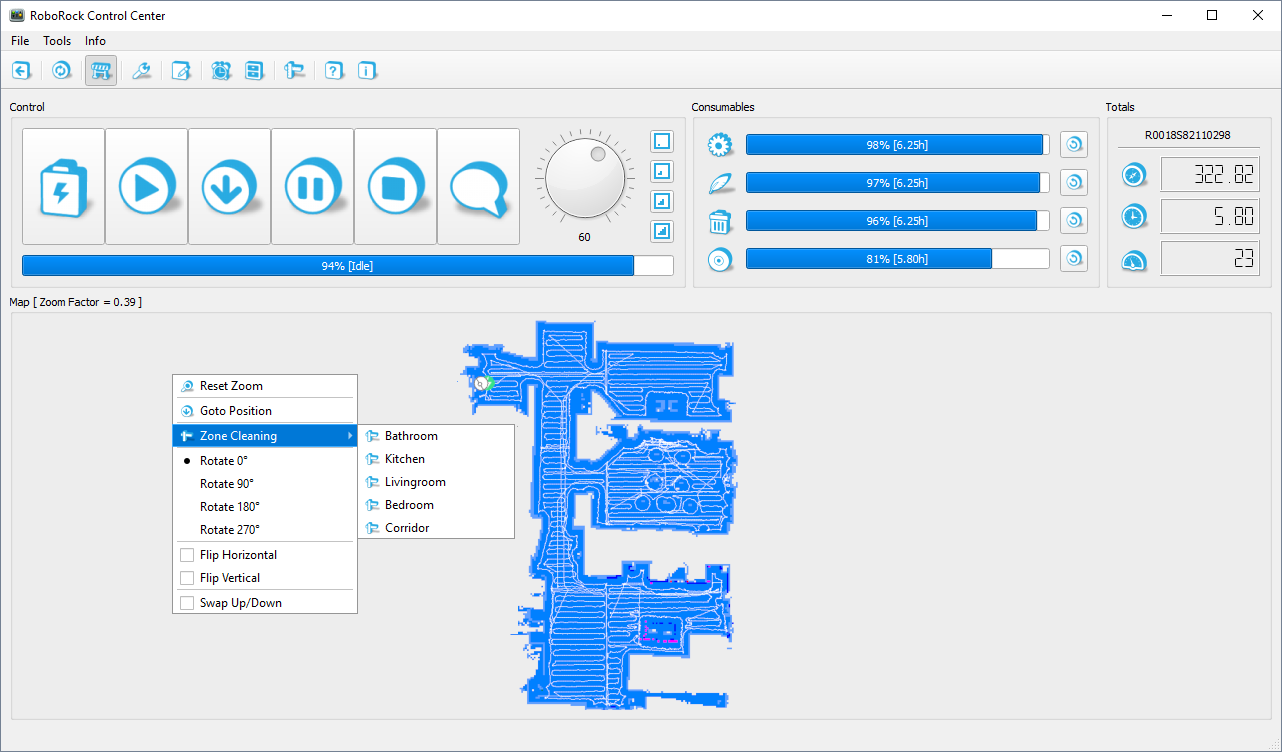 RoboRock Control Center
File Tools Info
Control
60
94% [Idle]
Consumables
98% [6.25h]
97% [6.25h]
96% [6.25h]
81% [5.80h]
Totals
R0018S82110298
322.82
5.80
23
Map [ Zoom Factor = 0.39 ]
Reset Zoom
Goto Position
Zone Cleaning
Rotate 0°
Rotate 90°
Rotate 180°
Rotate 270°
Flip Horizontal
Flip Vertical
Swap Up/Down
Bathroom
Kitchen
Livingroom
Bedroom
Corridor